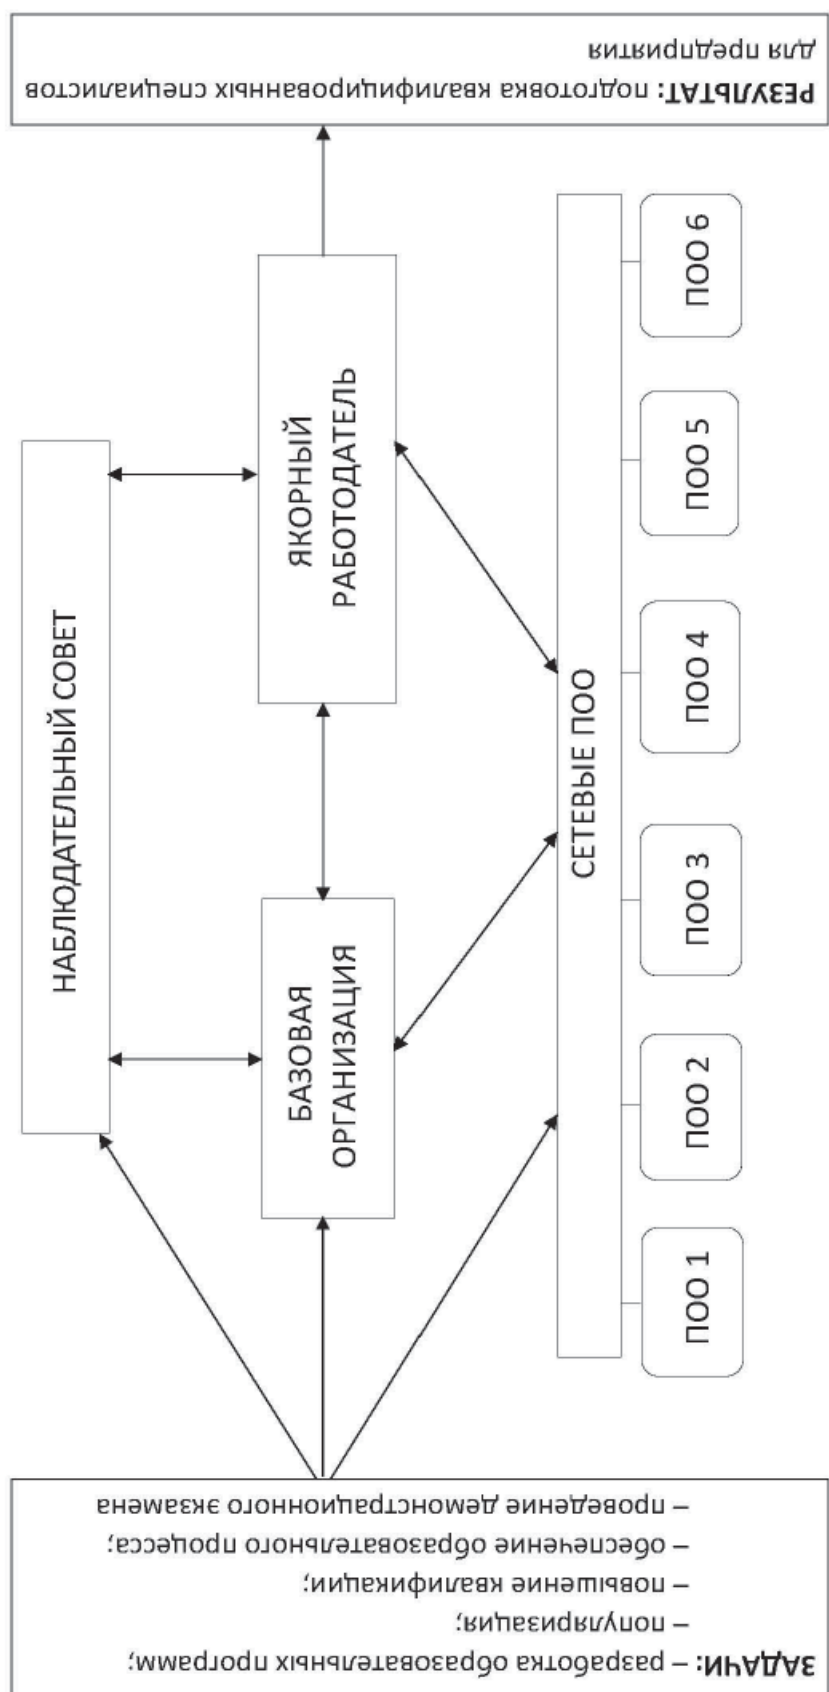 ЗАДАЧИ: – разработка образовательных программ;
– популяризация;
– повышение квалификации;
– обеспечение образовательного процесса;
– проведение демонстрационного экзамена
НАБЛЮДАТЕЛЬНЫЙ СОВЕТ
БАЗОВАЯ
ОРГАНИЗАЦИЯ
ЯКОРНЫЙ
РАБОТОДАТЕЛЬ
СЕТЕВЫЕ ПОО
ПОО 1
ПОО 2
ПОО 3
ПОО 4
ПОО 5
ПОО 6
РЕЗУЛЬТАТ: подготовка квалифицированных специалистов
для предприятия